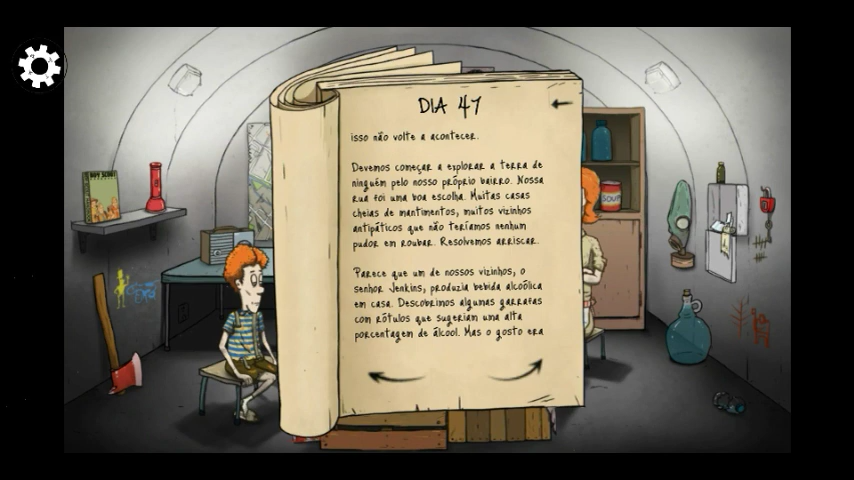 DIA 47
isso não volte a acontecer.
Devemos começar a explorar a terra de
ninguém pelo nosso próprio bairro. Nossa
rua foi uma boa escolha. Muitas casas
cheias de mantimentos, muitos vizinhos
antipáticos que não teríamos nenhum
pudor em roubar. Resolvemos arriscar.
Parece que um de nossos vizinhos, o
senhor Jenkins, produzia bebida alcoólica
em casa. Descobrimos algumas garrafas
com rótulos que sugeriam uma alta
porcentagem de álcool. Mas o gosto era
BOY SCOUT
SOUP